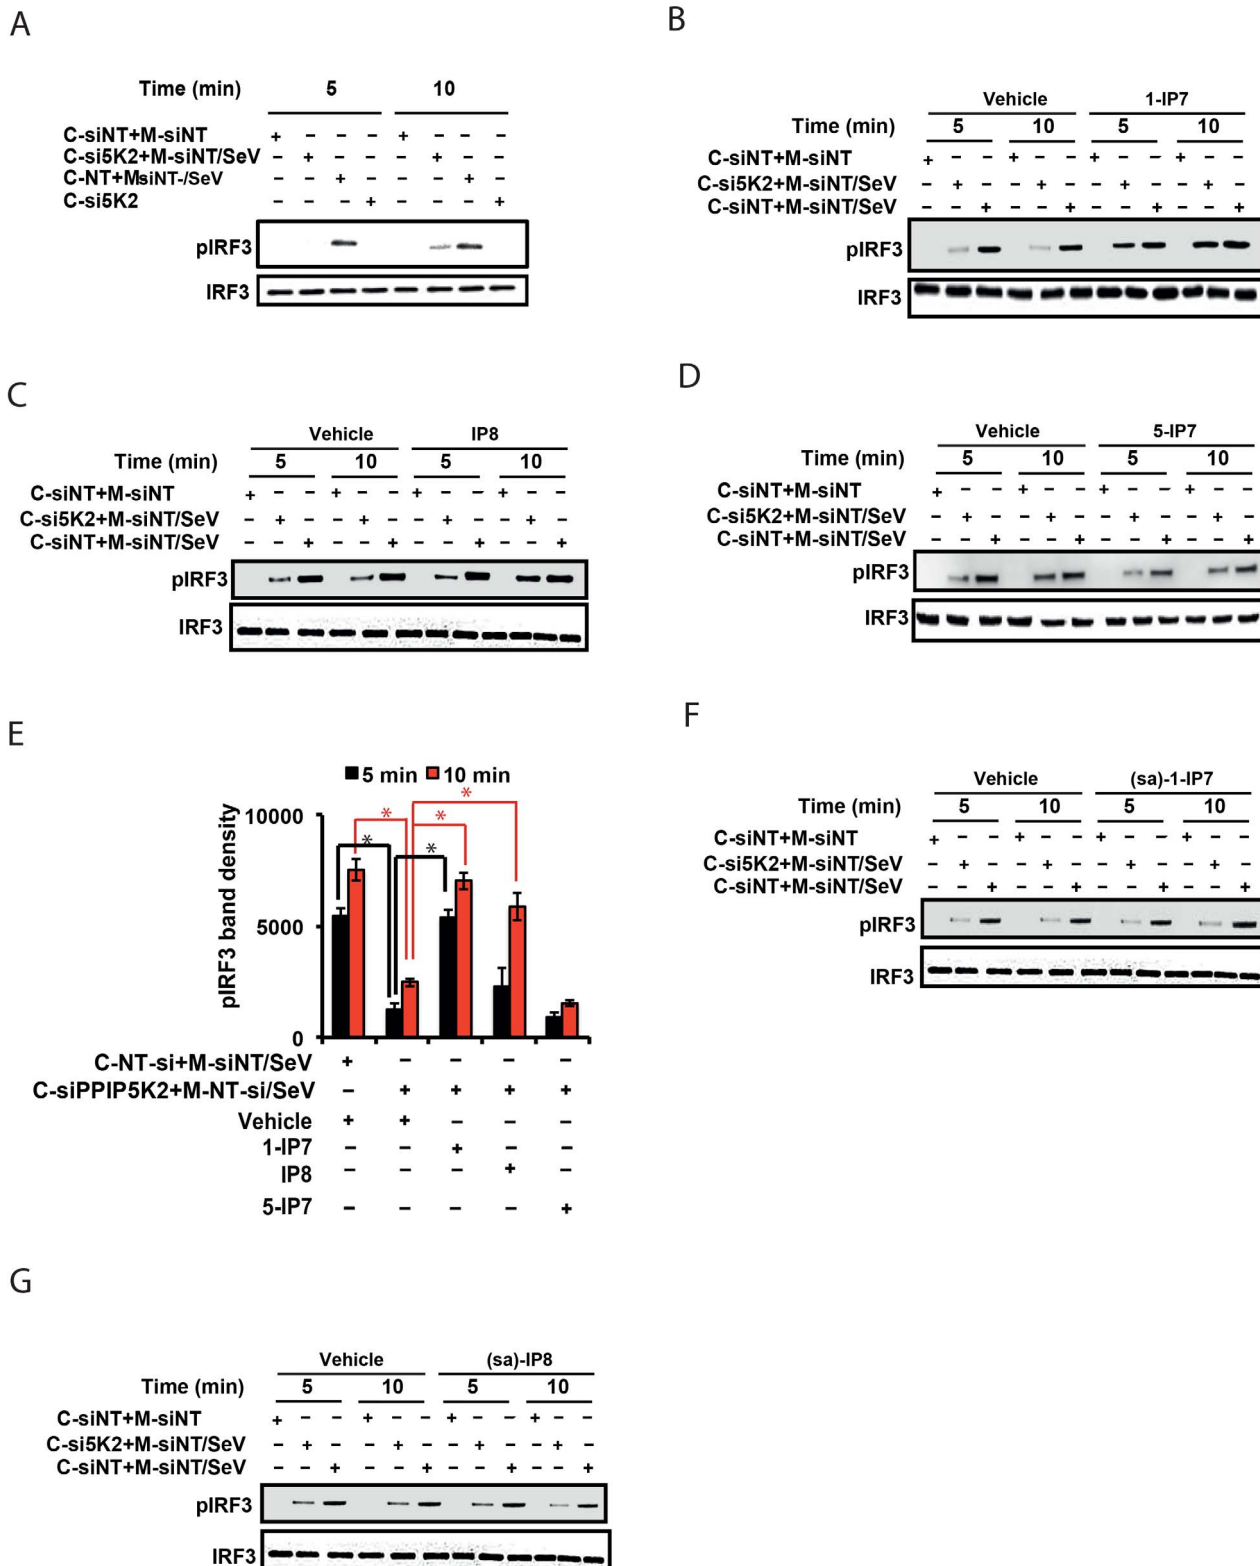 A
Time (min) 5 10
C-siNT+M-siNT + – – – + – – –
C-si5K2+M-siNT/SeV – + – – – + – –
C-NT+MsiNT-/SeV – – + – – – + –
C-si5K2 – – – + – – – +
pIRF3
IRF3
B
Vehicle 1-IP7
Time (min) 5 10 5 10
C-siNT+M-siNT + – – + – – + – – + – –
C-si5K2+M-siNT/SeV – + – – + – – + – – + –
C-siNT+M-siNT/SeV – – + – – + – – + – – +
pIRF3
IRF3
C
Vehicle IP8
Time (min) 5 10 5 10
C-siNT+M-siNT + – – + – – + – – + – –
C-si5K2+M-siNT/SeV – + – – + – – + – – + –
C-siNT+M-siNT/SeV – – + – – + – – + – – +
pIRF3
IRF3
D
Vehicle 5-IP7
Time (min) 5 10 5 10
C-siNT+M-siNT + – – + – – + – – + – –
C-si5K2+M-siNT/SeV – + – – + – – + – – + –
C-siNT+M-siNT/SeV – – + – – + – – + – – +
pIRF3
IRF3
E
5 min 10 min
pIRF3 band density
10000
5000
0
* * * * *
C-NT-si+M-siNT/SeV + – – – –
C-siPPIP5K2+M-NT-si/SeV – + + + +
Vehicle + + – – –
1-IP7 – – + – –
IP8 – – – + –
5-IP7 – – – – +
F
Vehicle (sa)-1-IP7
Time (min) 5 10 5 10
C-siNT+M-siNT + – – + – – + – – + – –
C-si5K2+M-siNT/SeV – + – – + – – + – – + –
C-siNT+M-siNT/SeV – – + – – + – – + – – +
pIRF3
IRF3
G
Vehicle (sa)-IP8
Time (min) 5 10 5 10
C-siNT+M-siNT + – – + – – + – – + – –
C-si5K2+M-siNT/SeV – + – – + – – + – – + –
C-siNT+M-siNT/SeV – – + – – + – – + – – +
pIRF3
IRF3